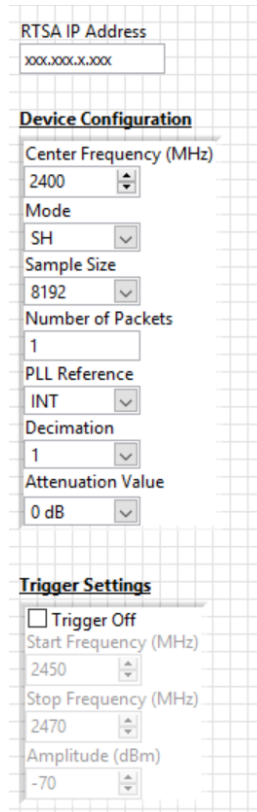 RTSA IP Address
xxx.xxx.x.xxx
Device Configuration
Center Frequency (MHz)
2400
Mode
SH
Sample Size
8192
Number of Packets
1
PLL Reference
INT
Decimation
1
Attenuation Value
0 dB
Trigger Settings
Trigger Off
Start Frequency (MHz)
2450
Stop Frequency (MHz)
2470
Amplitude (dBm)
-70